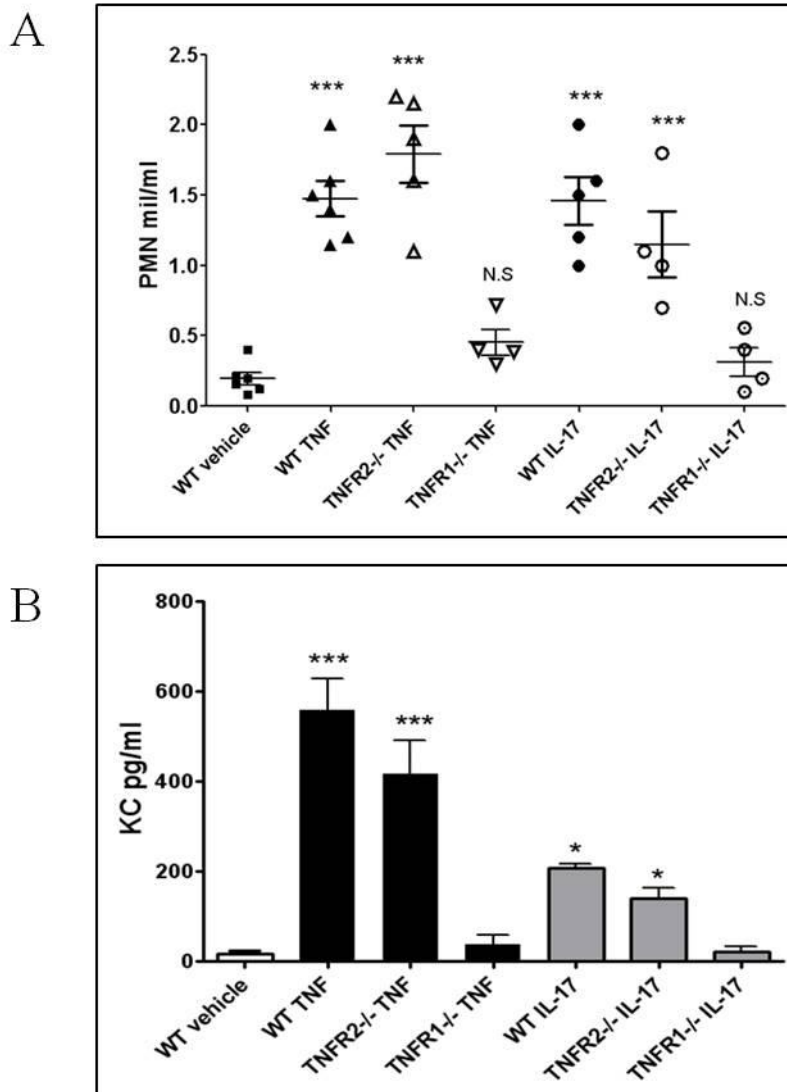 A
PMN mil/ml
2.5
2.0
1.5
1.0
0.5
0.0
***
***
N.S
***
***
N.S
WT vehicle
WT TNF
TNFR2-/- TNF
TNFR1-/- TNF
WT IL-17
TNFR2-/- IL-17
TNFR1-/- IL-17
B
KC pg/ml
800
600
400
200
0
***
***
*
*
WT vehicle
WT TNF
TNFR2-/- TNF
TNFR1-/- TNF
WT IL-17
TNFR2-/- IL-17
TNFR1-/- IL-17